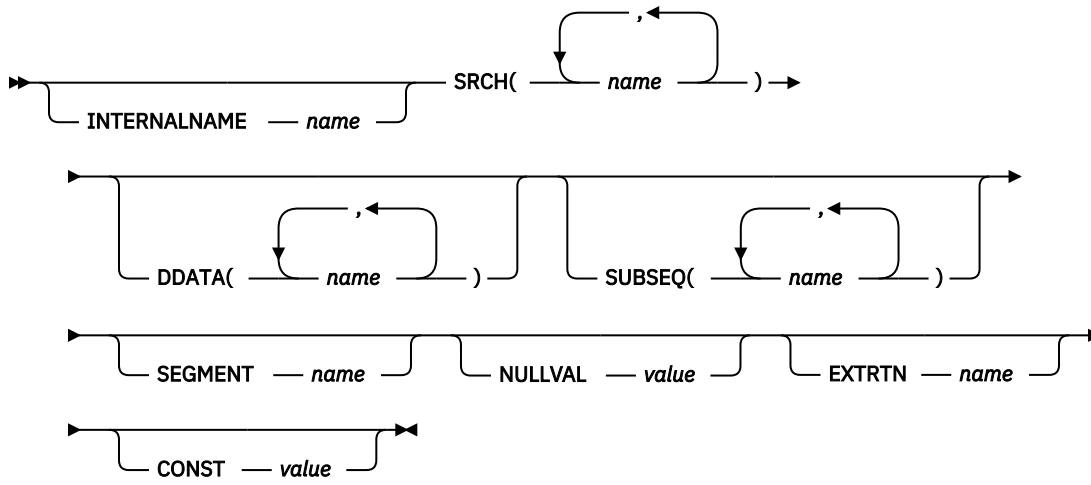 ,
SRCH( name )
INTERNALNAME name
, ,
DDATA( name ) SUBSEQ( name )
SEGMENT name NULLVAL value EXTRTN name
CONST value